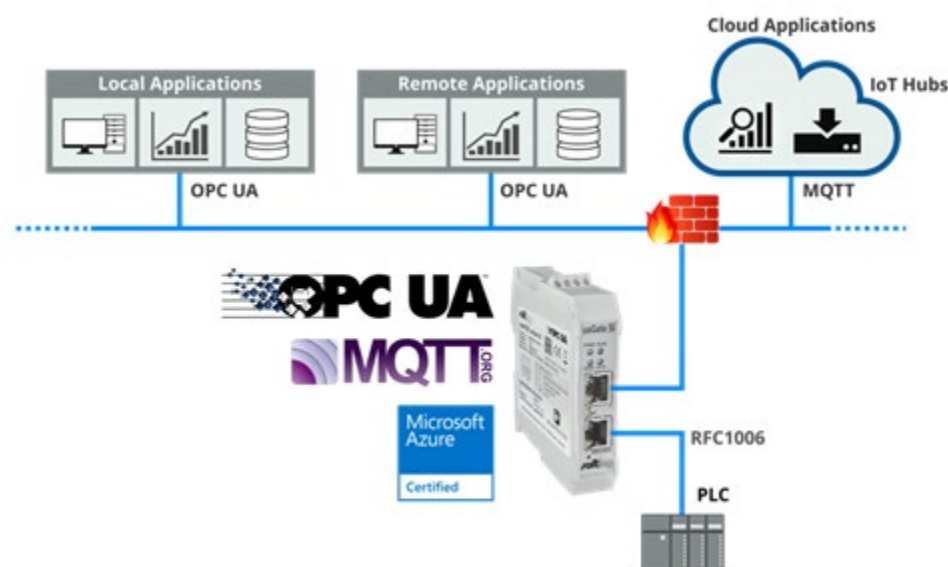 Cloud Applications
Local Applications
Remote Applications
IoT Hubs
OPC UA
OPC UA
MQTT
OPC UA
MQTT.ORG
Microsoft
Azure
Certified
RFC1006
PLC